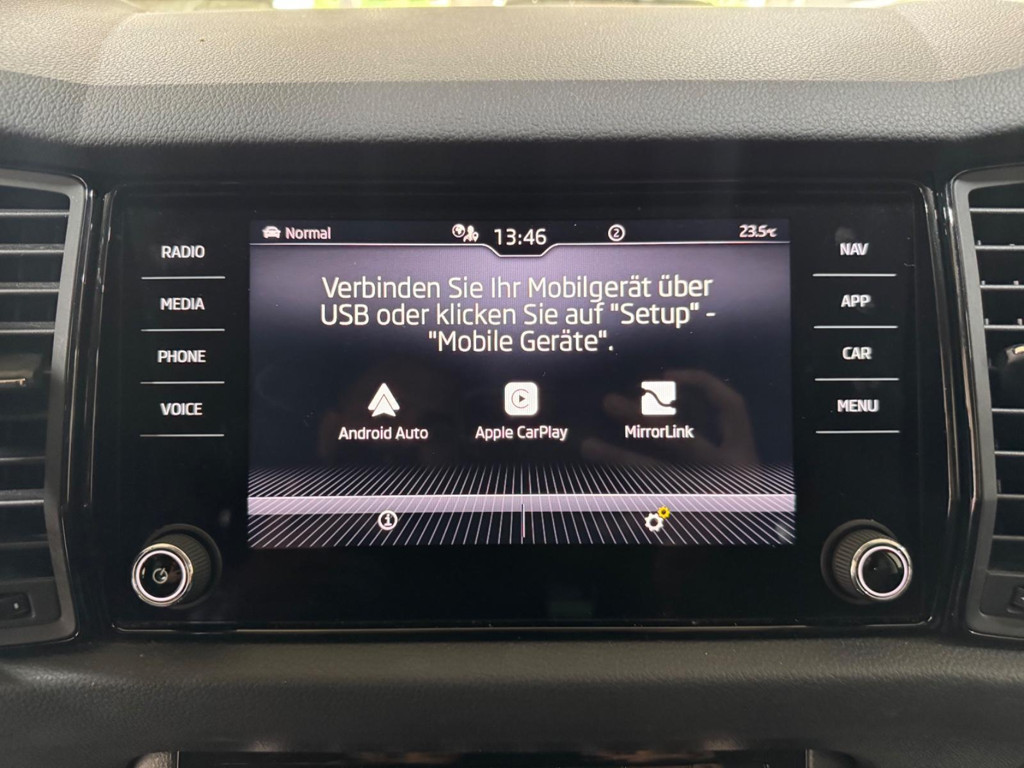 RADIO
MEDIA
PHONE
VOICE
Normal
13:46
2
23.5°C
Verbinden Sie Ihr Mobilgerät über
USB oder klicken Sie auf "Setup" -
"Mobile Geräte".
Android Auto
Apple CarPlay
MirrorLink
i
NAV
APP
CAR
MENU